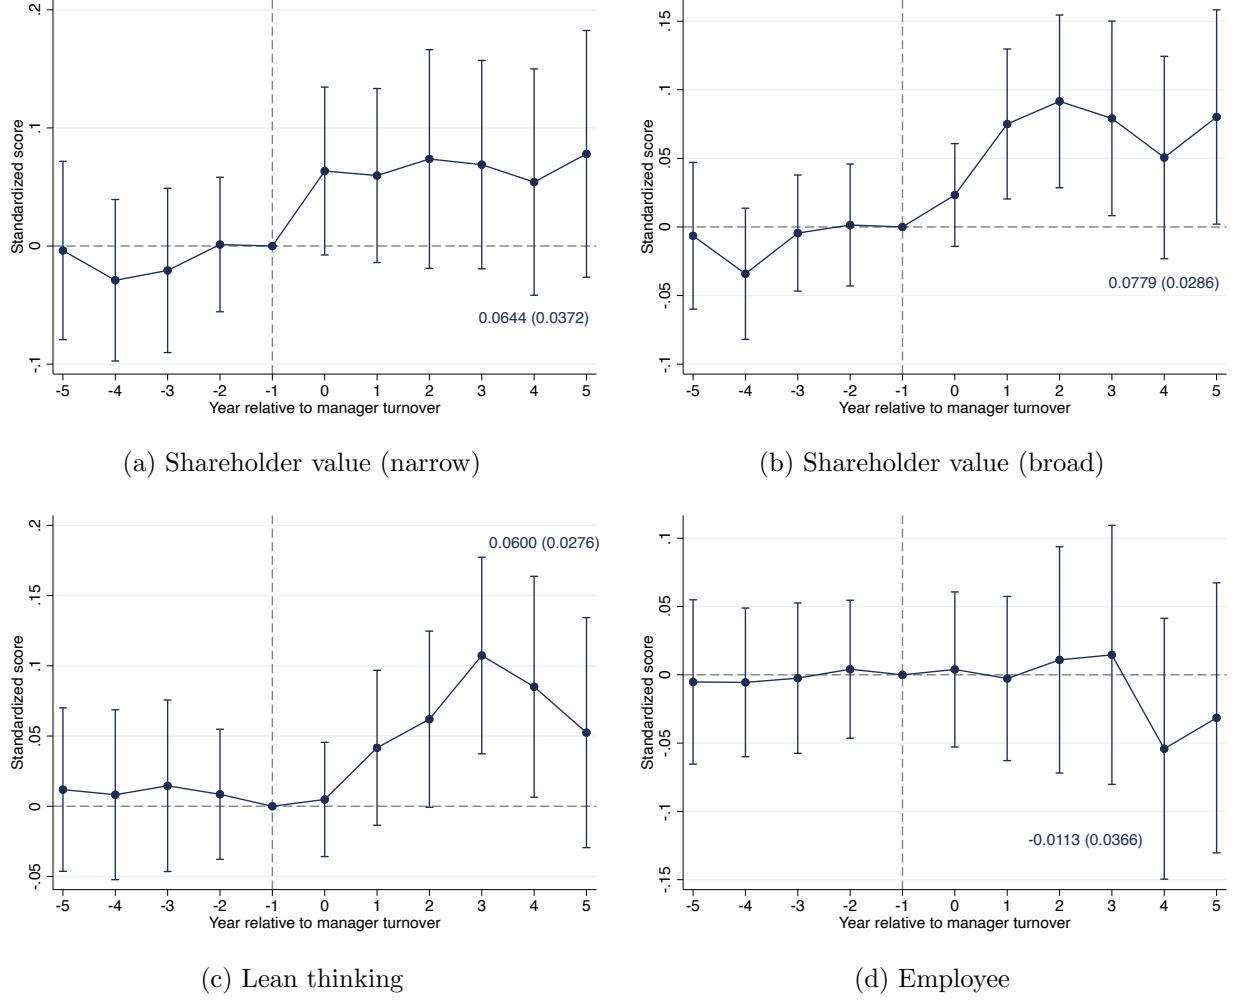 .2
.1
0
-.1
Standardized score
-5 -4 -3 -2 -1 0 1 2 3 4 5
Year relative to manager turnover
0.0644 (0.0372)
(a) Shareholder value (narrow)
.15
.1
.05
0
-.05
-.1
Standardized score
-5 -4 -3 -2 -1 0 1 2 3 4 5
Year relative to manager turnover
0.0779 (0.0286)
(b) Shareholder value (broad)
.2
.15
.1
.05
0
-.05
Standardized score
-5 -4 -3 -2 -1 0 1 2 3 4 5
Year relative to manager turnover
0.0600 (0.0276)
(c) Lean thinking
.1
.05
0
-.05
-.1
-.15
Standardized score
-5 -4 -3 -2 -1 0 1 2 3 4 5
Year relative to manager turnover
-0.0113 (0.0366)
(d) Employee